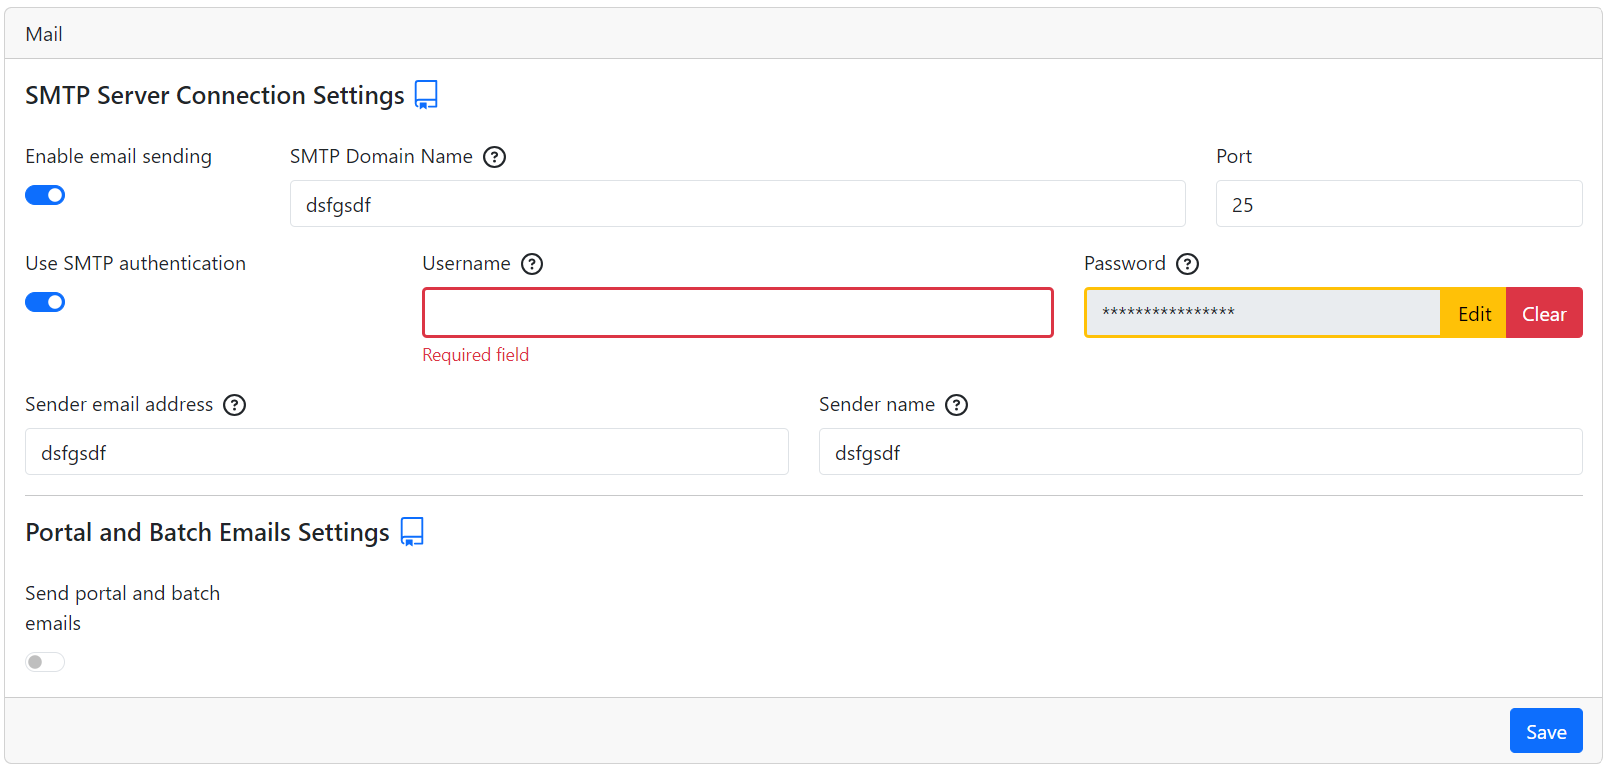 Mail
SMTP Server Connection Settings
Enable email sending
SMTP Domain Name
Port
dsfgsdf
25
Use SMTP authentication
Username
Password
****************
Edit
Clear
Required field
Sender email address
Sender name
dsfgsdf
dsfgsdf
Portal and Batch Emails Settings
Send portal and batch
emails
Save